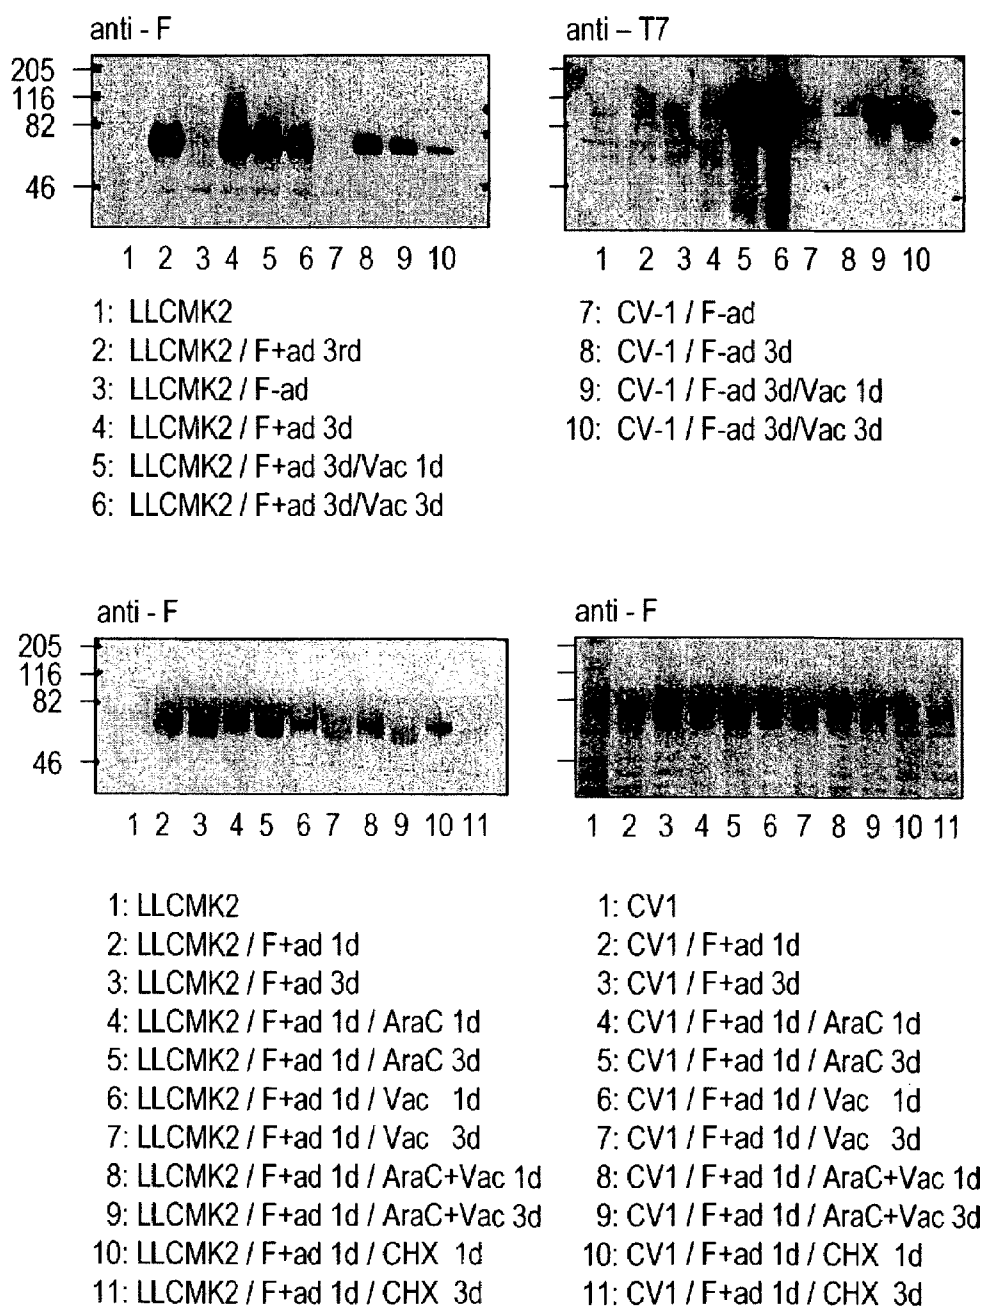 anti - F
205
116
82
46
1 2 3 4 5 6 7 8 9 10
anti – T7
1 2 3 4 5 6 7 8 9 10
1: LLCMK2
2: LLCMK2 / F+ad 3rd
3: LLCMK2 / F-ad
4: LLCMK2 / F+ad 3d
5: LLCMK2 / F+ad 3d/Vac 1d
6: LLCMK2 / F+ad 3d/Vac 3d
7: CV-1 / F-ad
8: CV-1 / F-ad 3d
9: CV-1 / F-ad 3d/Vac 1d
10: CV-1 / F-ad 3d/Vac 3d
anti - F
205
116
82
46
1 2 3 4 5 6 7 8 9 10 11
anti - F
1 2 3 4 5 6 7 8 9 10 11
1: LLCMK2
2: LLCMK2 / F+ad 1d
3: LLCMK2 / F+ad 3d
4: LLCMK2 / F+ad 1d / AraC 1d
5: LLCMK2 / F+ad 1d / AraC 3d
6: LLCMK2 / F+ad 1d / Vac 1d
7: LLCMK2 / F+ad 1d / Vac 3d
8: LLCMK2 / F+ad 1d / AraC+Vac 1d
9: LLCMK2 / F+ad 1d / AraC+Vac 3d
10: LLCMK2 / F+ad 1d / CHX 1d
11: LLCMK2 / F+ad 1d / CHX 3d
1: CV1
2: CV1 / F+ad 1d
3: CV1 / F+ad 3d
4: CV1 / F+ad 1d / AraC 1d
5: CV1 / F+ad 1d / AraC 3d
6: CV1 / F+ad 1d / Vac 1d
7: CV1 / F+ad 1d / Vac 3d
8: CV1 / F+ad 1d / AraC+Vac 1d
9: CV1 / F+ad 1d / AraC+Vac 3d
10: CV1 / F+ad 1d / CHX 1d
11: CV1 / F+ad 1d / CHX 3d